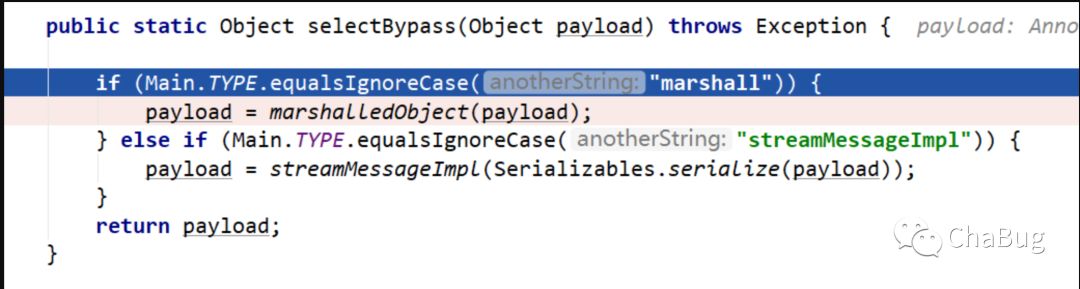 public static Object selectBypass(Object payload) throws Exception {  payload: Anno
if (Main.TYPE.equalsIgnoreCase( anotherString: "marshall")) {
payload = marshalledObject(payload);
} else if (Main.TYPE.equalsIgnoreCase( anotherString: "streamMessageImpl")) {
payload = streamMessageImpl(Serializables.serialize(payload));
}
return payload;
}
ChaBug